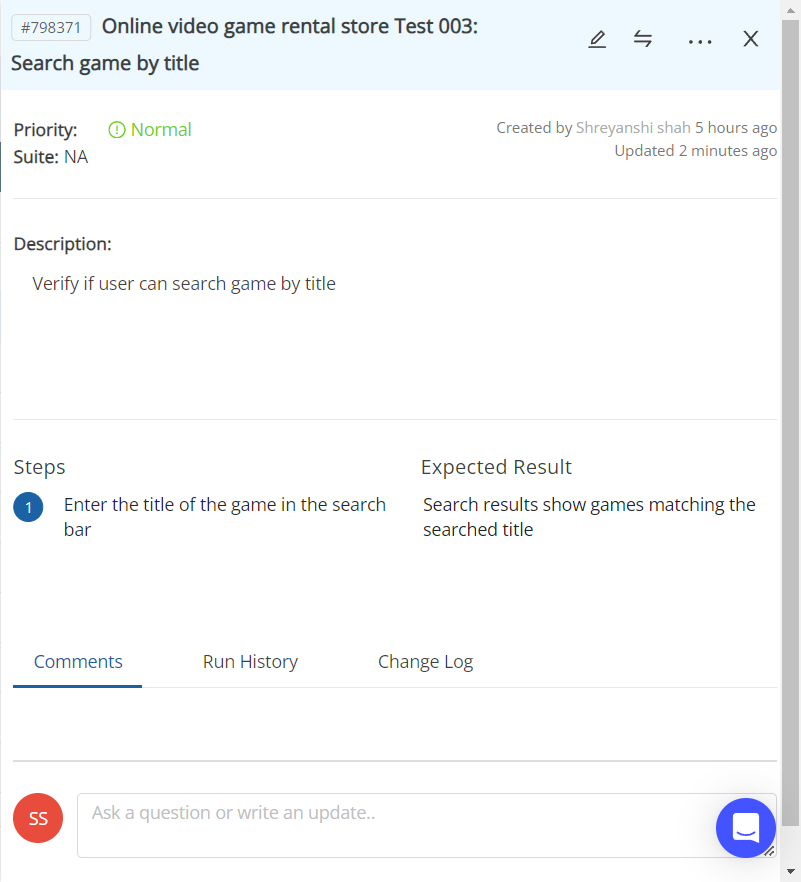 #798371 Online video game rental store Test 003:
Search game by title
Priority: Normal
Created by Shreyanshi shah 5 hours ago
Suite: NA
Updated 2 minutes ago
Description:
Verify if user can search game by title
Steps
Expected Result
1 Enter the title of the game in the search
bar
Search results show games matching the
searched title
Comments Run History Change Log
SS Ask a question or write an update..